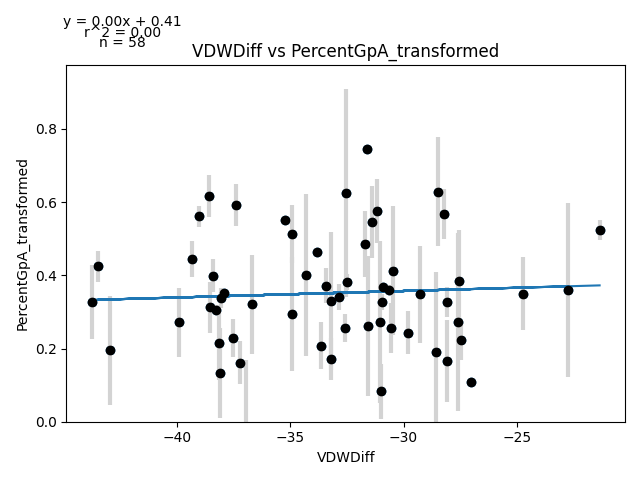 y = 0.00x + 0.41
r^2 = 0.00
n = 58
VDWDiff vs PercentGpA_transformed
PercentGpA_transformed
0.8
0.6
0.4
0.2
0.0
−40 −35 −30 −25
VDWDiff